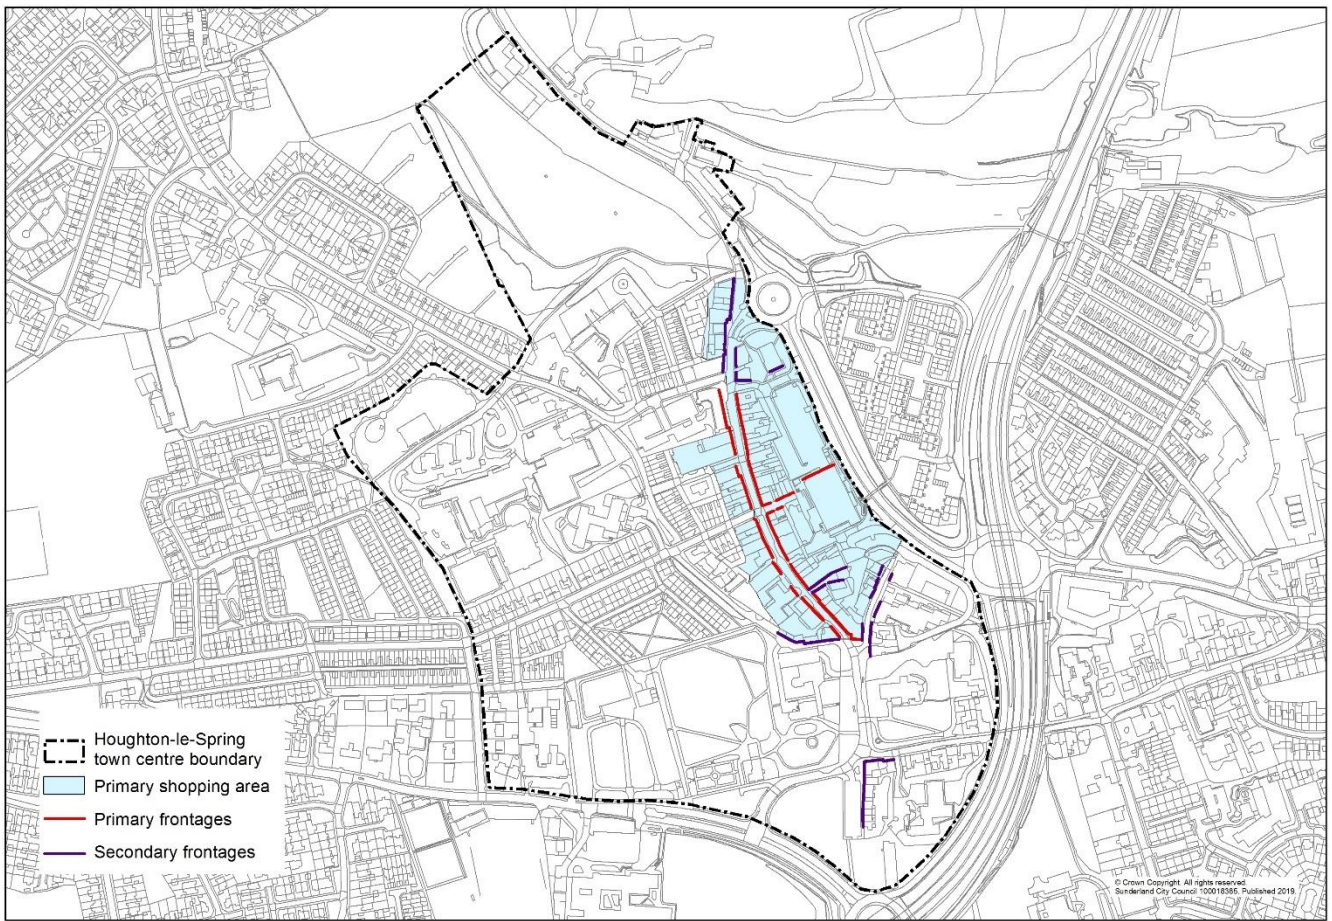 Houghton-le-Spring
town centre boundary
Primary shopping area
Primary frontages
Secondary frontages
© Crown Copyright. All rights reserved.
Sunderland City Council 100018385. Published 2019.